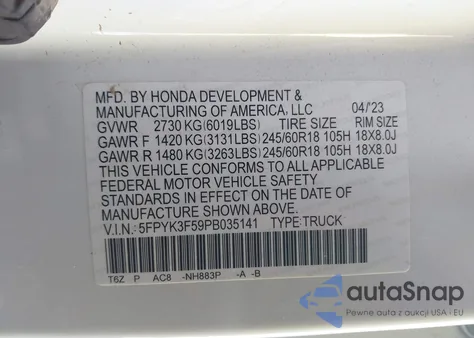 MFD. BY HONDA DEVELOPMENT &
MANUFACTURING OF AMERICA, LLC 04/'23
GVWR 2730 KG(6019LBS) TIRE SIZE RIM SIZE
GAWR F 1420 KG(3131LBS) 245/60R18 105H 18X8.0J
GAWR R 1480 KG(3263LBS) 245/60R18 105H 18X8.0J
THIS VEHICLE CONFORMS TO ALL APPLICABLE
FEDERAL MOTOR VEHICLE SAFETY
STANDARDS IN EFFECT ON THE DATE OF
MANUFACTURE SHOWN ABOVE.
V.I.N.: 5FPYK3F59PB035141 TYPE:TRUCK
T6Z P AC8 -NH883P -A -B
autoSnap
Pewne auta z aukcji USA i EU